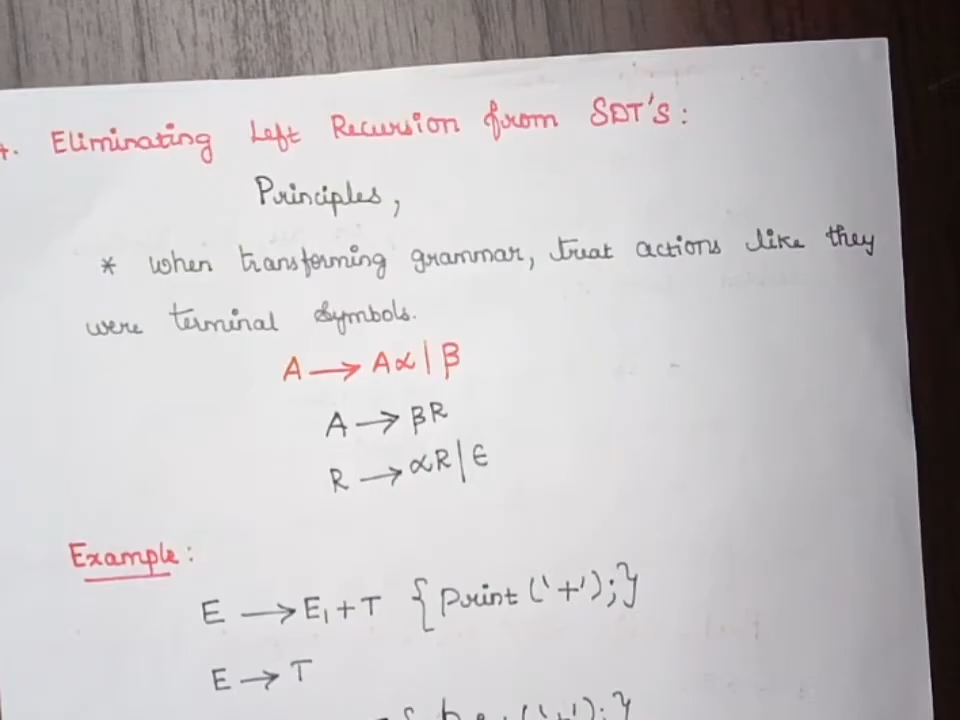 . Eliminating Left Recursion from SDT's:
Principles,
* when transforming grammar, treat actions like they
were terminal symbols.
A → Aα | β
A → βR
R → αR | ϵ
Example:
E → E₁ + T {Print ('+');}
E → T
('+');}